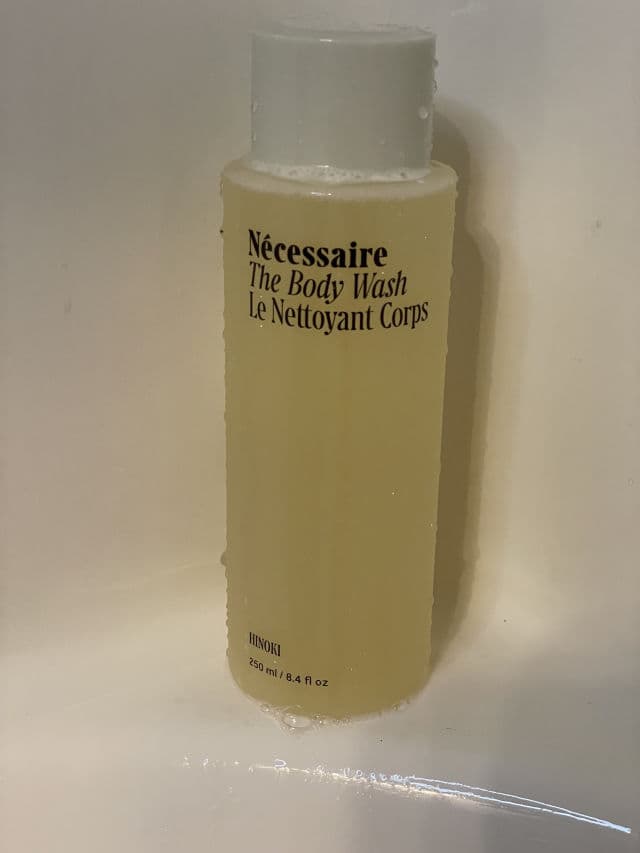 Nécessaire
The Body Wash
Le Nettoyant Corps
HINOKI
250 ml / 8.4 fl oz